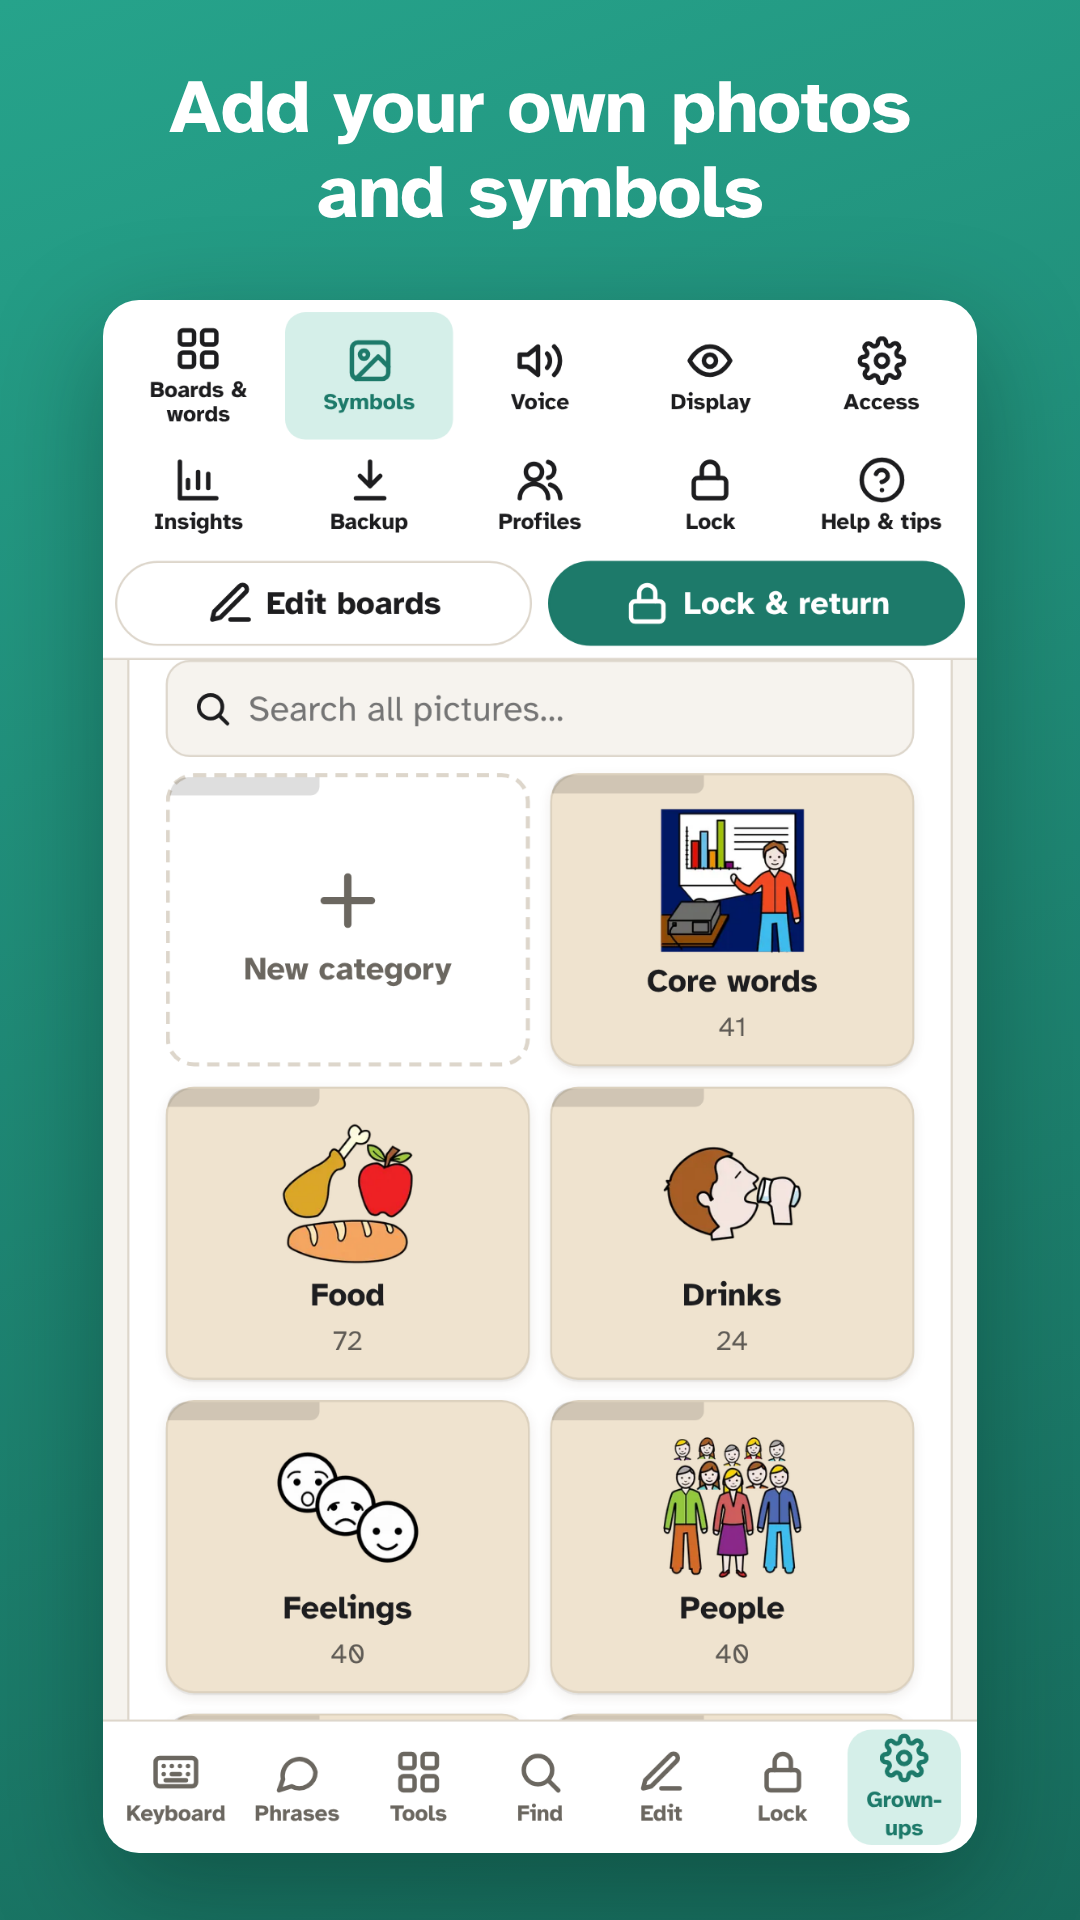 Add your own photos
and symbols
Boards &
words
Symbols
Voice
Display
Access
Insights
Backup
Profiles
Lock
Help & tips
Edit boards
Lock & return
Search all pictures...
New category
Core words
41
Food
72
Drinks
24
Feelings
40
People
40
Keyboard
Phrases
Tools
Find
Edit
Lock
Grown-
ups